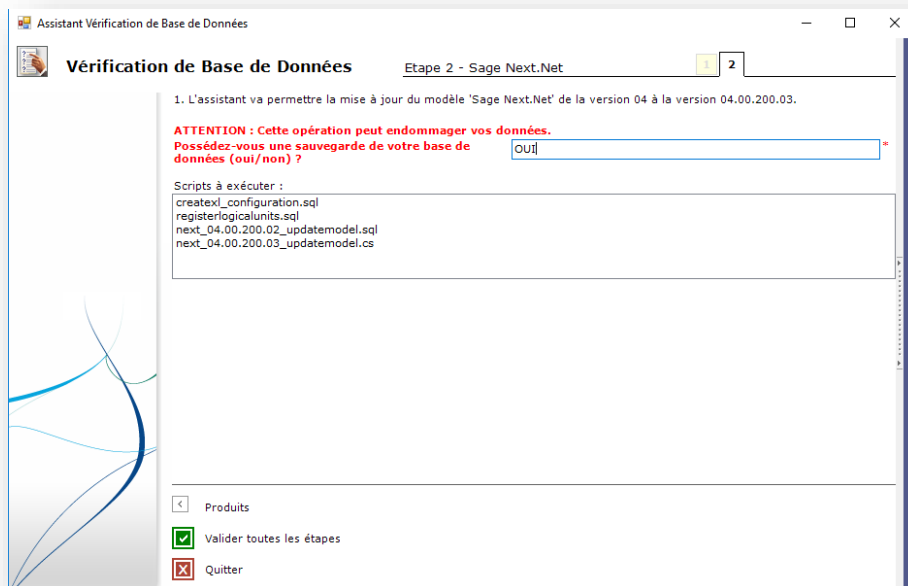 Assistant Vérification de Base de Données
Vérification de Base de Données
Etape 2 - Sage Next.Net
1
2
1. L'assistant va permettre la mise à jour du modèle 'Sage Next.Net' de la version 04 à la version 04.00.200.03.
ATTENTION : Cette opération peut endommager vos données.
Possédez-vous une sauvegarde de votre base de
données (oui/non) ?
OUI
*
Scripts à exécuter :
createxl_configuration.sql
registerlogicalunits.sql
next_04.00.200.02_updatemodel.sql
next_04.00.200.03_updatemodel.cs
Produits
Valider toutes les étapes
Quitter